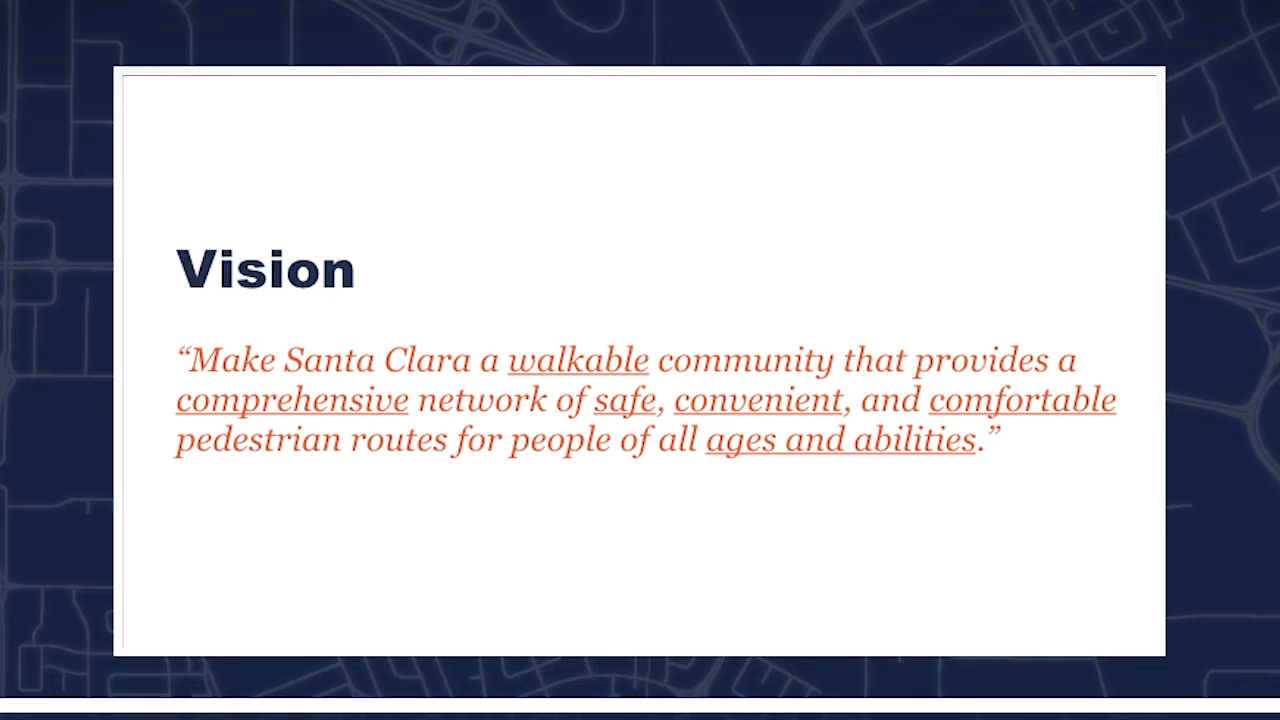 Vision
“Make Santa Clara a walkable community that provides a
comprehensive network of safe, convenient, and comfortable
pedestrian routes for people of all ages and abilities.”